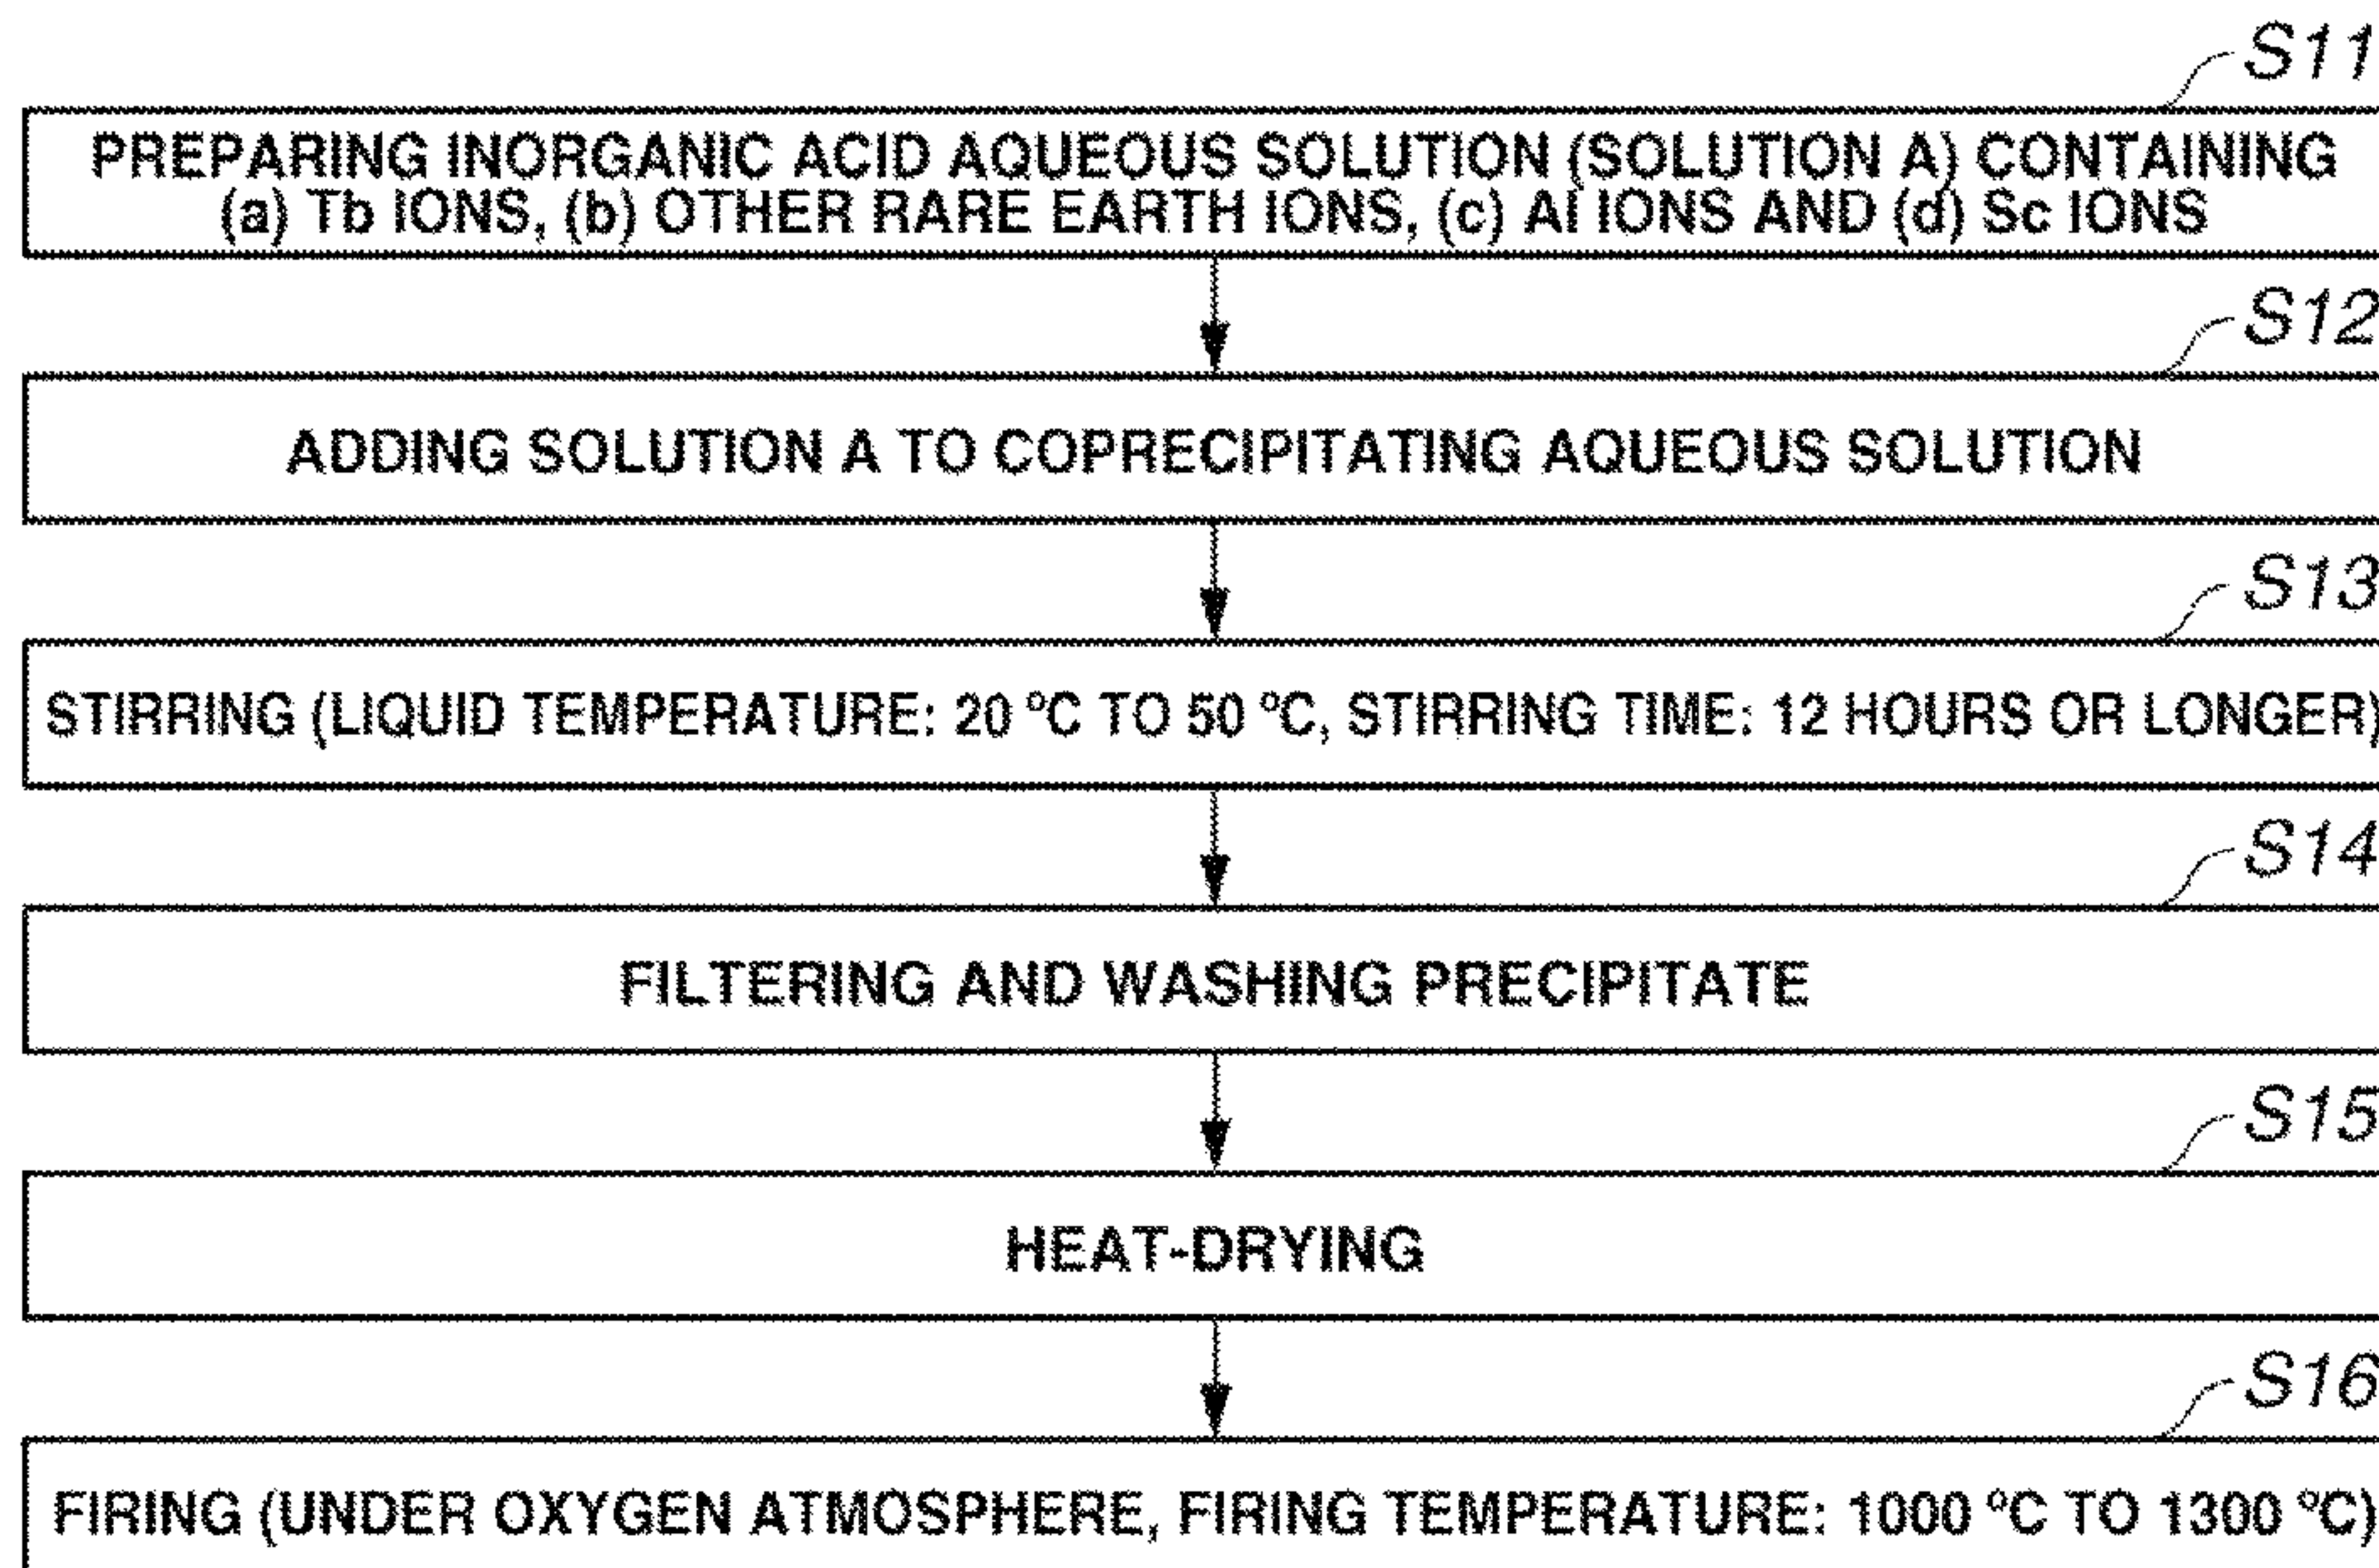 S11
PREPARING INORGANIC ACID AQUEOUS SOLUTION (SOLUTION A) CONTAINING
(a) Tb IONS, (b) OTHER RARE EARTH IONS, (c) Al IONS AND (d) Sc IONS
S12
ADDING SOLUTION A TO COPRECIPITATING AQUEOUS SOLUTION
S13
STIRRING (LIQUID TEMPERATURE: 20 °C TO 50 °C, STIRRING TIME: 12 HOURS OR LONGER)
S14
FILTERING AND WASHING PRECIPITATE
S15
HEAT-DRYING
S16
FIRING (UNDER OXYGEN ATMOSPHERE, FIRING TEMPERATURE: 1000 °C TO 1300 °C)